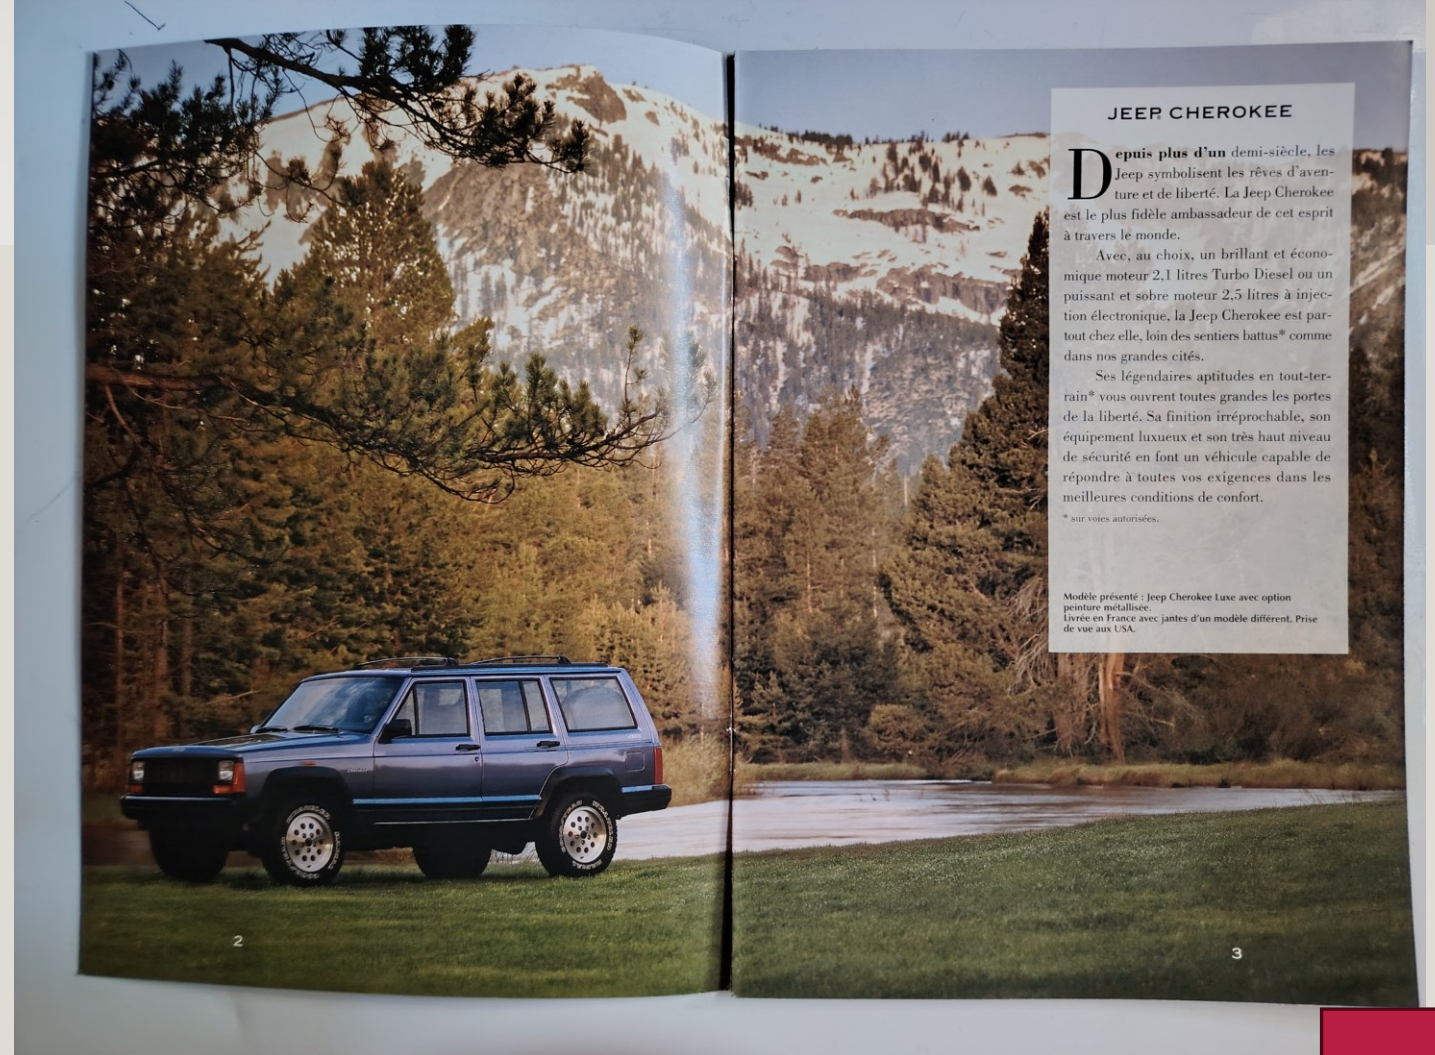 JEEP CHEROKEE
Depuis plus d'un demi-siècle, les
Jeep symbolisent les rêves d'aven-
ture et de liberté. La Jeep Cherokee
est le plus fidèle ambassadeur de cet esprit
à travers le monde.
Avec, au choix, un brillant et écono-
mique moteur 2,1 litres Turbo Diesel ou un
puissant et sobre moteur 2,5 litres à injec-
tion électronique, la Jeep Cherokee est par-
tout chez elle, loin des sentiers battus* comme
dans nos grandes cités.
Ses légendaires aptitudes en tout-ter-
rain* vous ouvrent toutes grandes les portes
de la liberté. Sa finition irréprochable, son
équipement luxueux et son très haut niveau
de sécurité en font un véhicule capable de
répondre à toutes vos exigences dans les
meilleures conditions de confort.
* sur voies autorisées.
Modèle présenté : Jeep Cherokee Luxe avec option
peinture métallisée.
Livrée en France avec jantes d'un modèle différent. Prise
de vue aux USA.
2
3